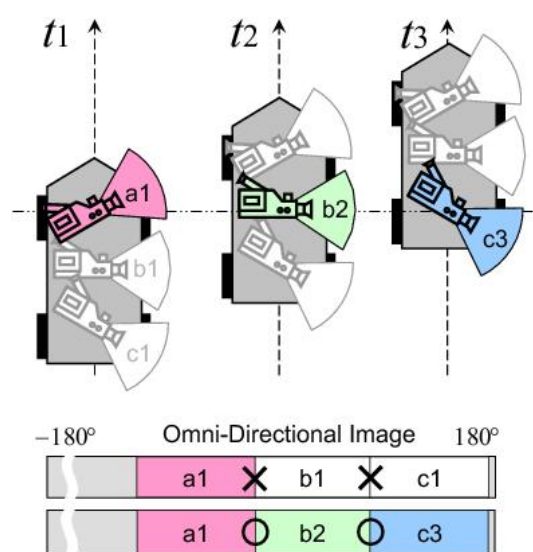 t1 t2 t3
a1
b2
b1
c3
c1
−180° Omni-Directional Image 180°
a1 b1 c1
a1 b2 c3